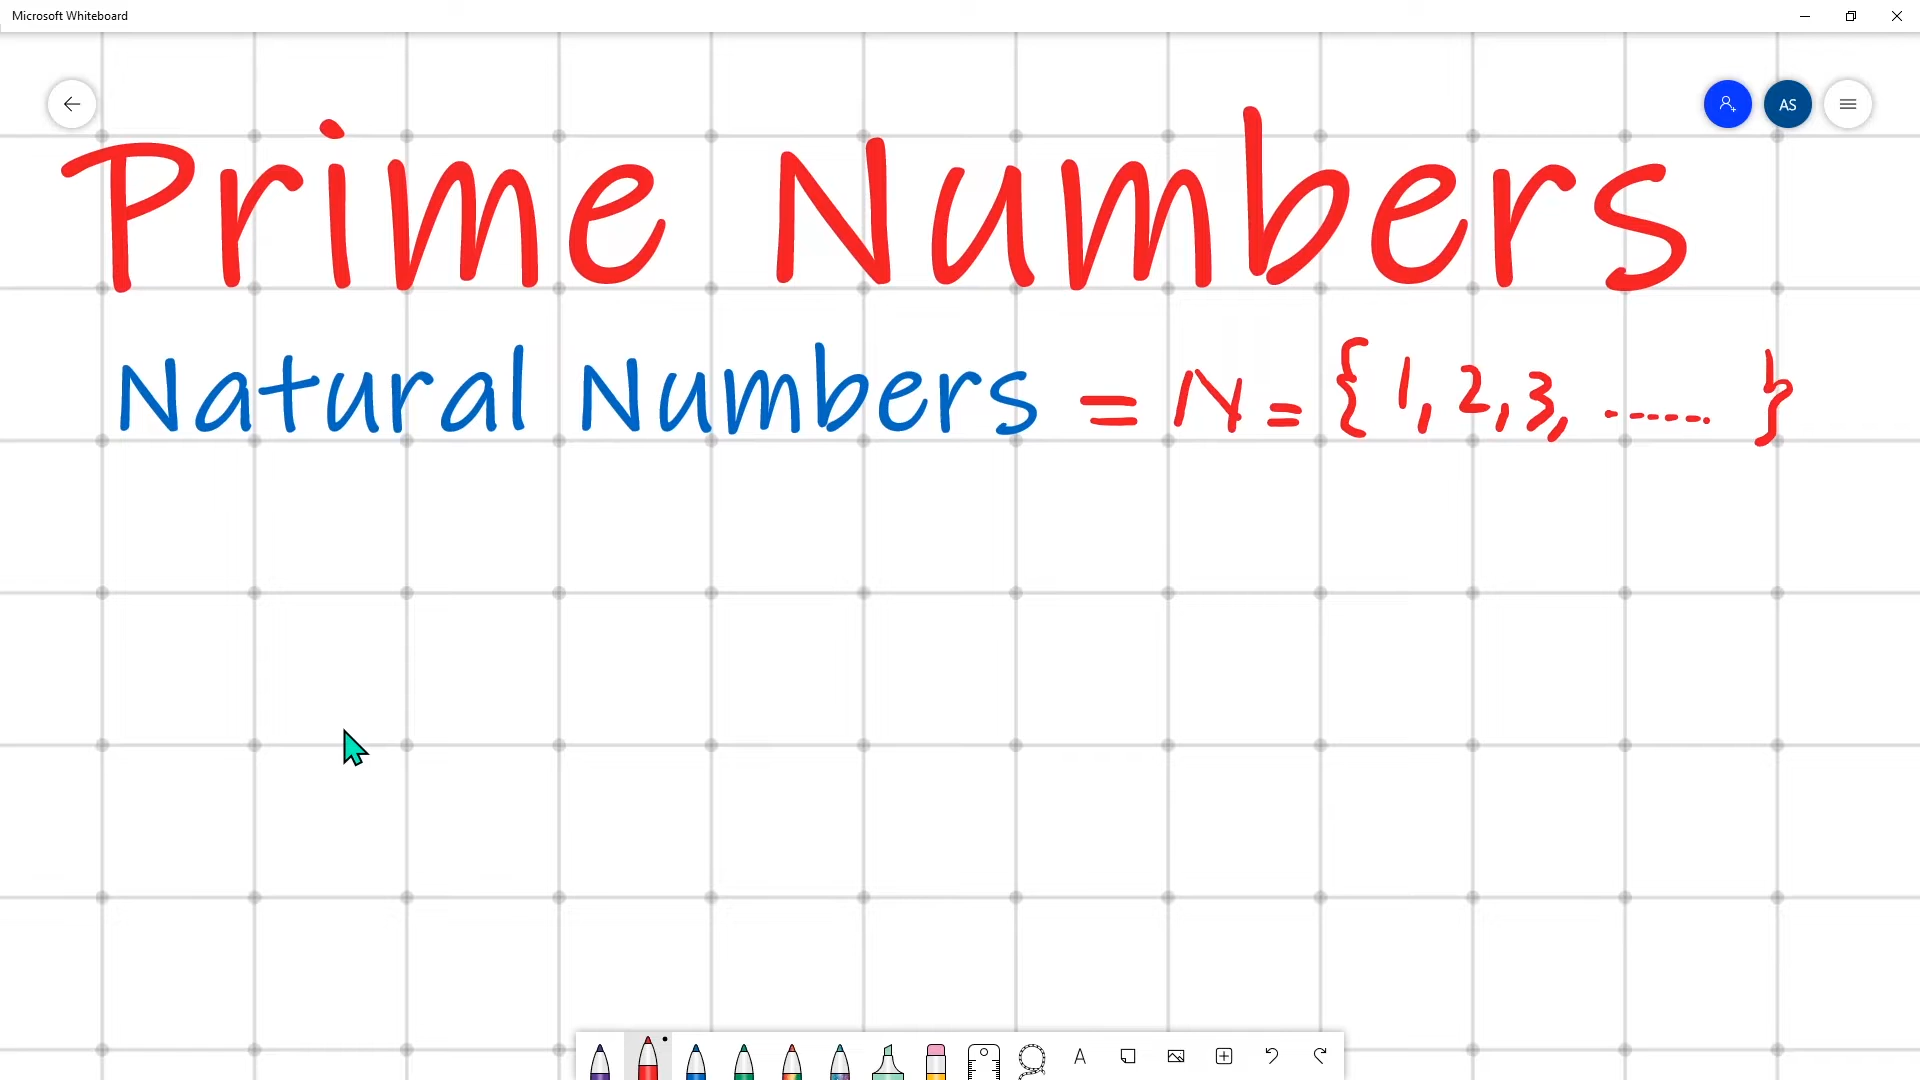 Microsoft Whiteboard
AS
Prime Numbers
Natural Numbers = N = { 1, 2, 3, ...... }
A